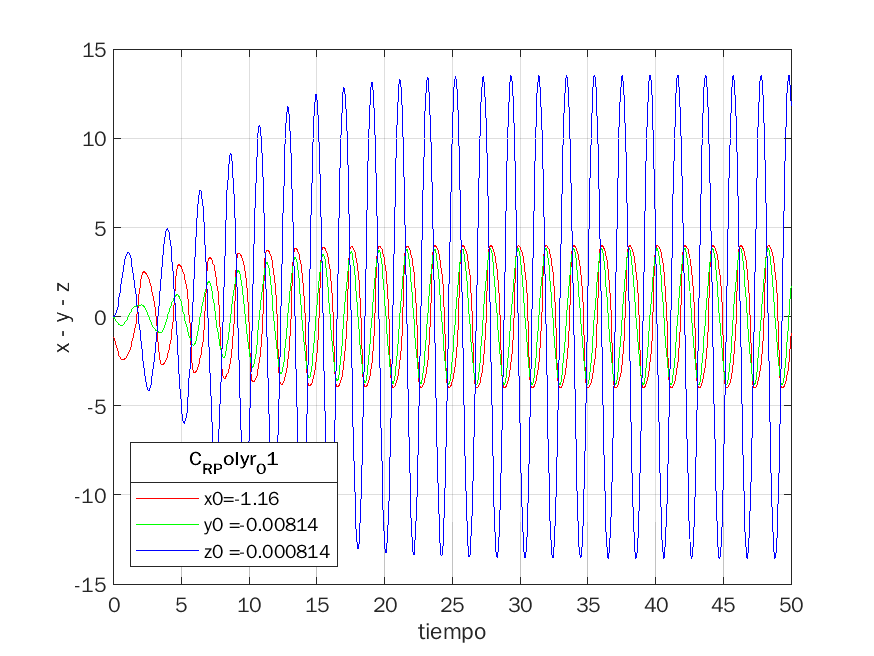 15
10
5
0
-5
-10
-15
x - y - z
C_RPolyr_01
x0=-1.16
y0 =-0.00814
z0 =-0.000814
0 5 10 15 20 25 30 35 40 45 50
tiempo